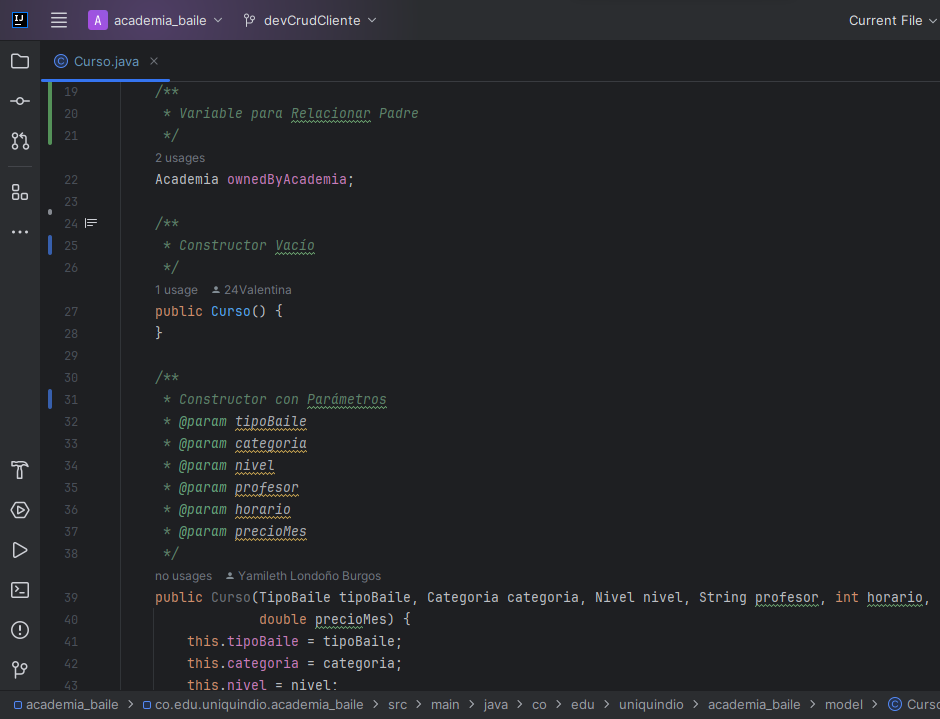 IJ
A academia_baile devCrudCliente Current File
C Curso.java ×
19 /**
20 * Variable para Relacionar Padre
21 */
2 usages
22 Academia ownedByAcademia;
23
24 /**
25 * Constructor Vacío
26 */
1 usage 24Valentina
27 public Curso() {
28 }
29
30 /**
31 * Constructor con Parámetros
32 * @param tipoBaile
33 * @param categoria
34 * @param nivel
35 * @param profesor
36 * @param horario
37 * @param precioMes
38 */
no usages Yamileth Londoño Burgos
39 public Curso(TipoBaile tipoBaile, Categoria categoria, Nivel nivel, String profesor, int horario,
40 double precioMes) {
41 this.tipoBaile = tipoBaile;
42 this.categoria = categoria;
43 this.nivel = nivel;
academia_baile > co.edu.uniquindio.academia_baile > src > main > java > co > edu > uniquindio > academia_baile > model > C Curso